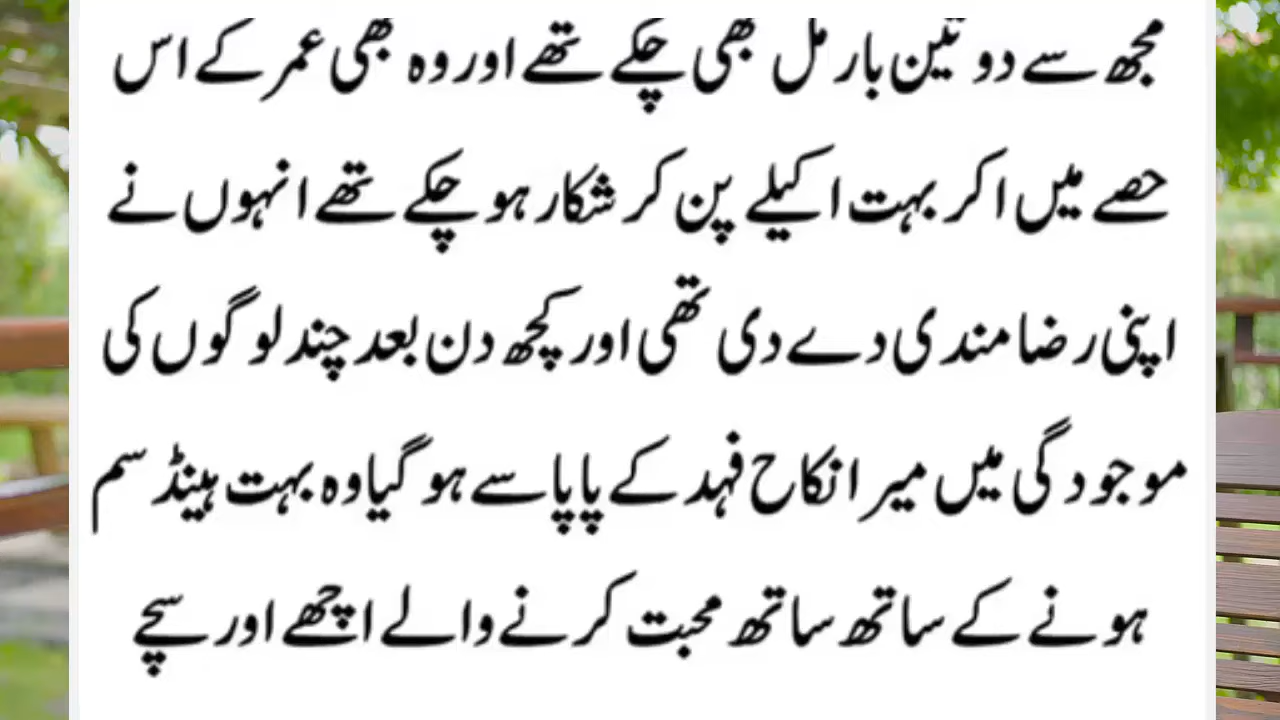 مجھ سے دو تین بار مل بھی چکے تھے اور وہ بھی عمر کے اس
حصے میں اکر بہت اکیلے پن کر شکار ہو چکے تھے انہوں نے
اپنی رضا مندی دے دی تھی اور کچھ دن بعد چند لوگوں کی
موجودگی میں میرا نکاح فہد کے پاپا سے ہو گیا وہ بہت ہینڈسم
ہونے کے ساتھ ساتھ محبت کرنے والے اچھے اور سچے